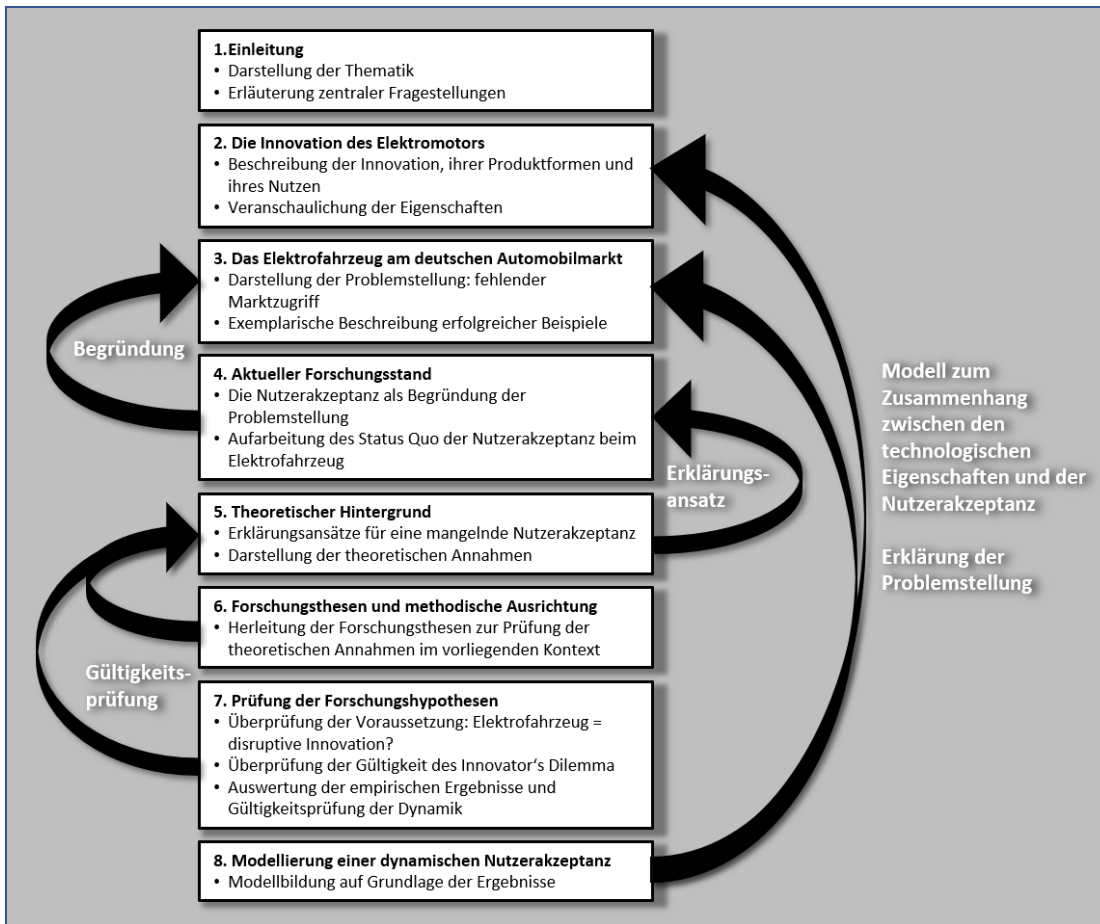 1.Einleitung
• Darstellung der Thematik
• Erläuterung zentraler Fragestellungen
2. Die Innovation des Elektromotors
• Beschreibung der Innovation, ihrer Produktformen und
ihres Nutzen
• Veranschaulichung der Eigenschaften
3. Das Elektrofahrzeug am deutschen Automobilmarkt
• Darstellung der Problemstellung: fehlender
Marktzugriff
• Exemplarische Beschreibung erfolgreicher Beispiele
Begründung
4. Aktueller Forschungsstand
• Die Nutzerakzeptanz als Begründung der
Problemstellung
• Aufarbeitung des Status Quo der Nutzerakzeptanz beim
Elektrofahrzeug
Erklärungs-
ansatz
5. Theoretischer Hintergrund
• Erklärungsansätze für eine mangelnde Nutzerakzeptanz
• Darstellung der theoretischen Annahmen
6. Forschungsthesen und methodische Ausrichtung
• Herleitung der Forschungsthesen zur Prüfung der
theoretischen Annahmen im vorliegenden Kontext
Gültigkeits-
prüfung
7. Prüfung der Forschungshypothesen
• Überprüfung der Voraussetzung: Elektrofahrzeug =
disruptive Innovation?
• Überprüfung der Gültigkeit des Innovator‘s Dilemma
• Auswertung der empirischen Ergebnisse und
Gültigkeitsprüfung der Dynamik
8. Modellierung einer dynamischen Nutzerakzeptanz
• Modellbildung auf Grundlage der Ergebnisse
Modell zum
Zusammenhang
zwischen den
technologischen
Eigenschaften und der
Nutzerakzeptanz
Erklärung der
Problemstellung